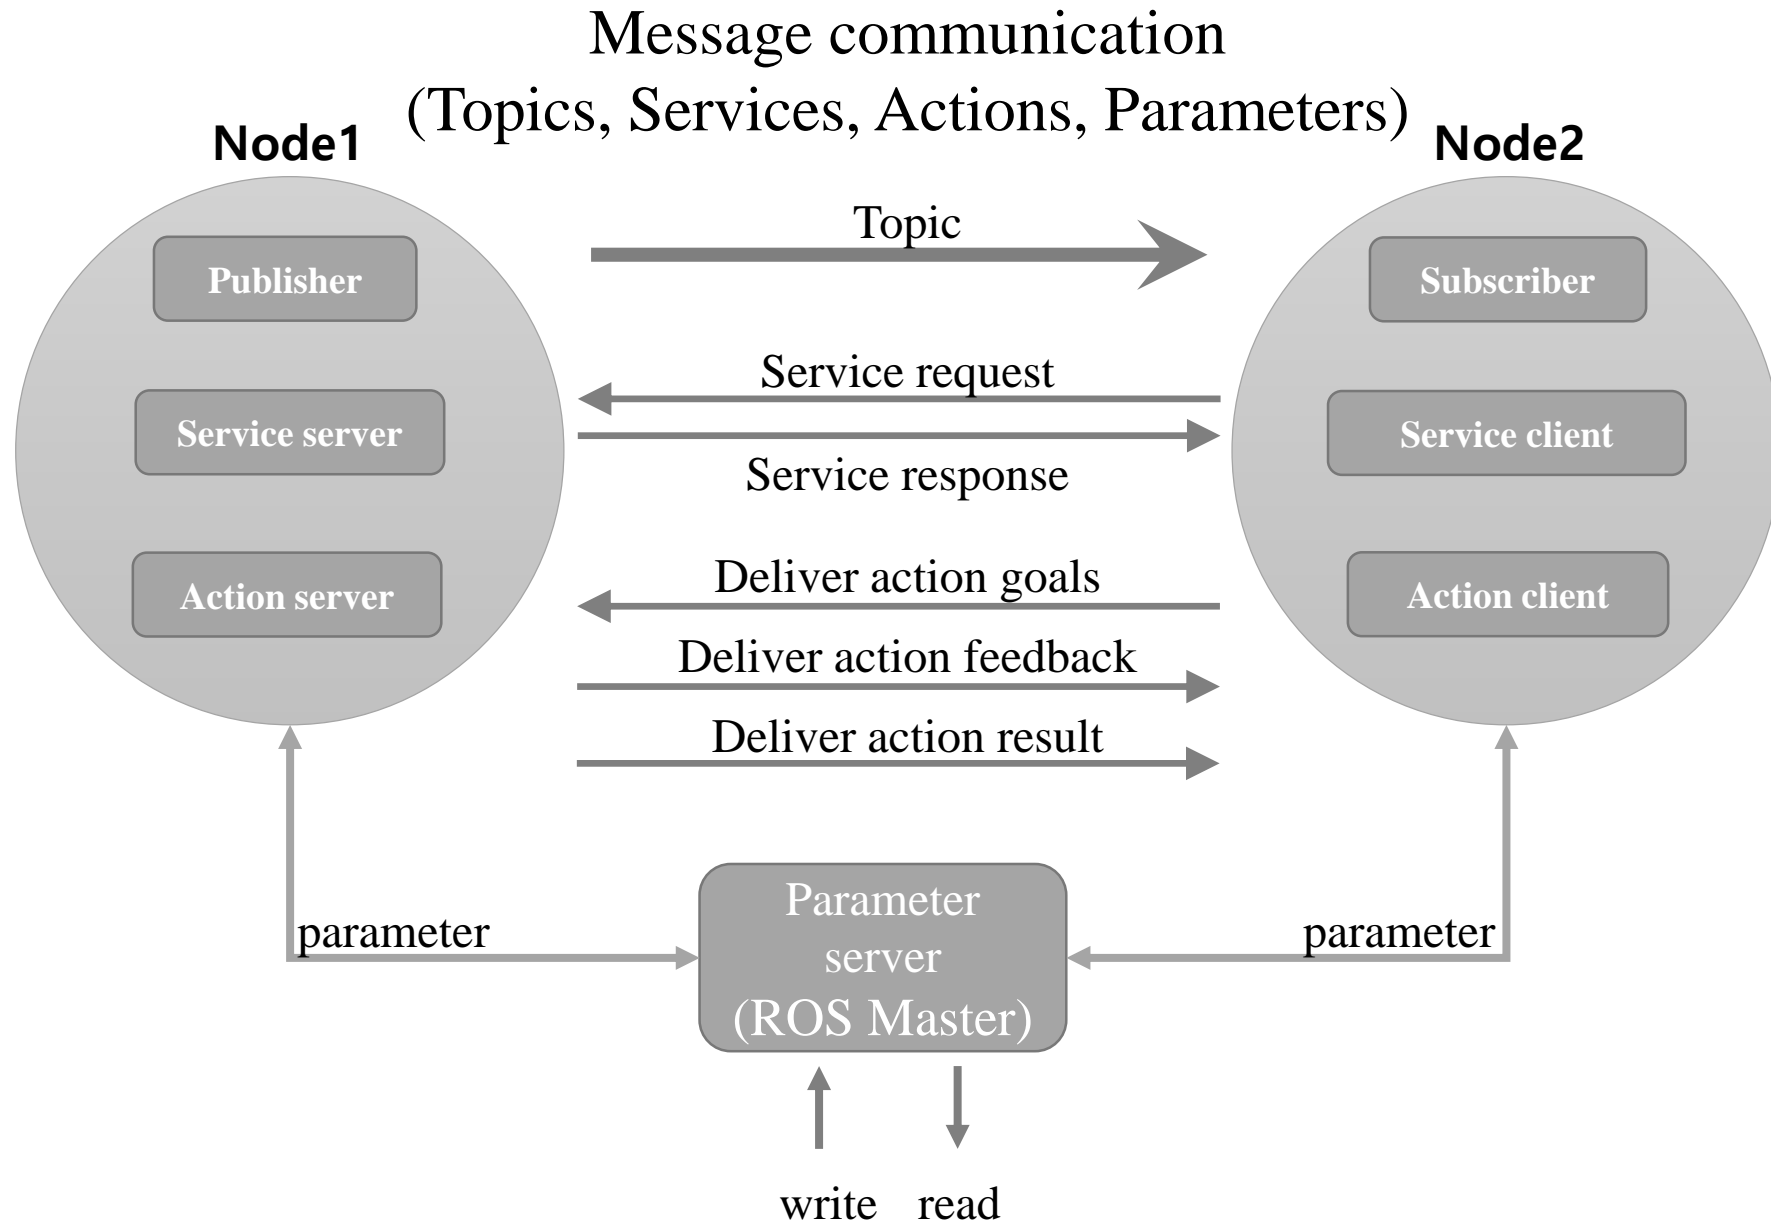 Message communication
(Topics, Services, Actions, Parameters)
Node1
Node2
Topic
Publisher
Subscriber
Service request
Service server
Service client
Service response
Deliver action goals
Action server
Action client
Deliver action feedback
Deliver action result
Parameter
server
(ROS Master)
parameter
parameter
write
read